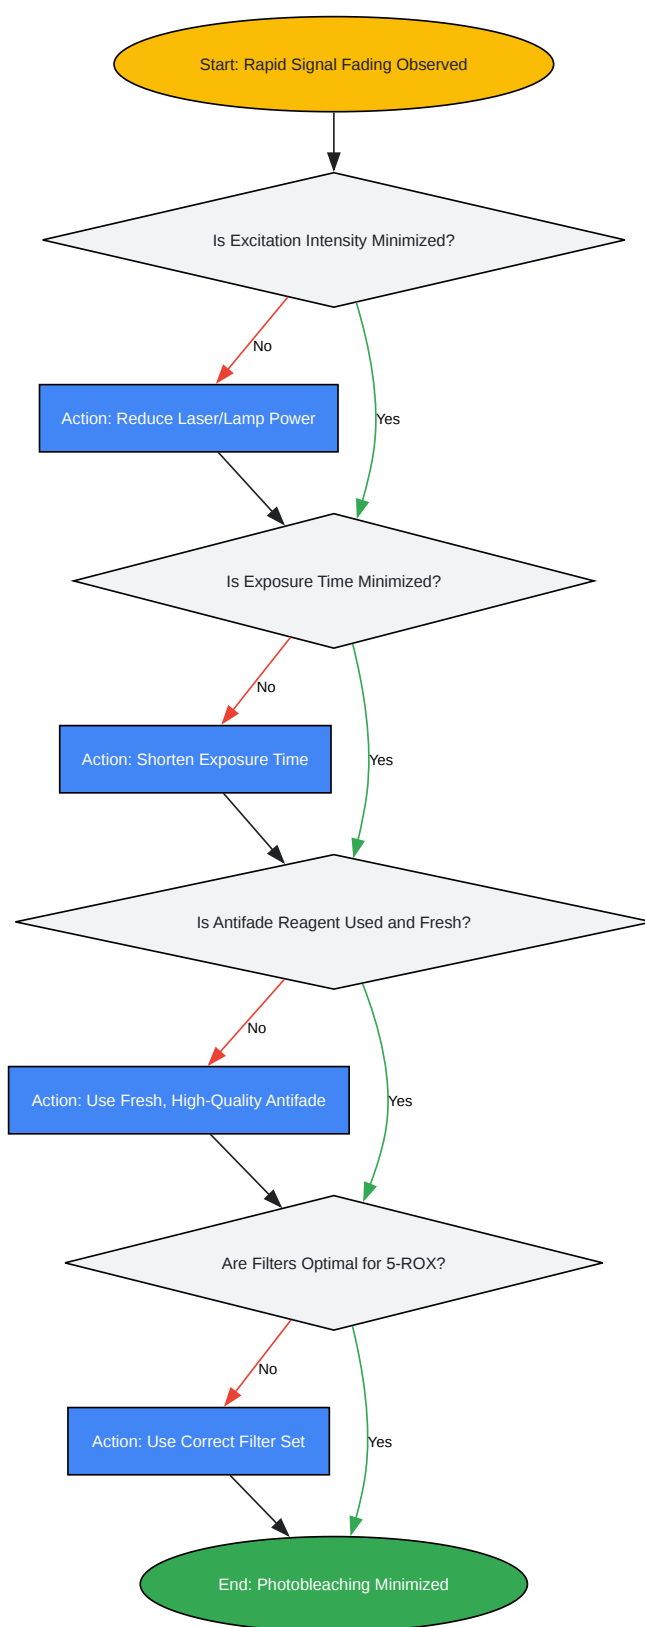 Start: Rapid Signal Fading Observed
Is Excitation Intensity Minimized?
No
Action: Reduce Laser/Lamp Power
Yes
Is Exposure Time Minimized?
No
Action: Shorten Exposure Time
Yes
Is Antifade Reagent Used and Fresh?
No
Action: Use Fresh, High-Quality Antifade
Yes
Are Filters Optimal for 5-ROX?
No
Action: Use Correct Filter Set
Yes
End: Photobleaching Minimized